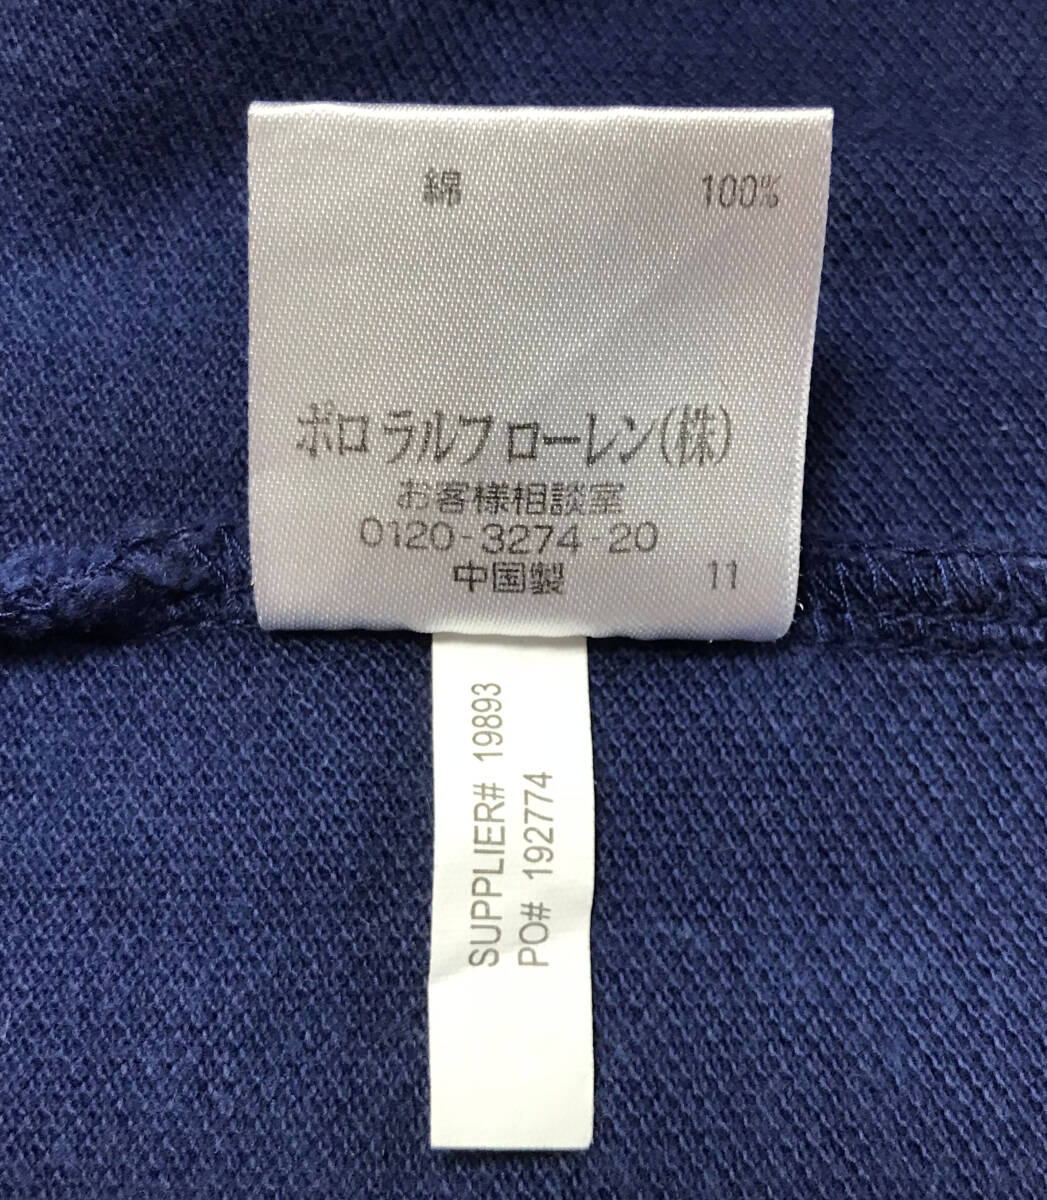 綿 100%
ポロ ラルフ ローレン(株)
お客様相談室
0120-3274-20
中国製 11
SUPPLIER# 19893
PO# 192774